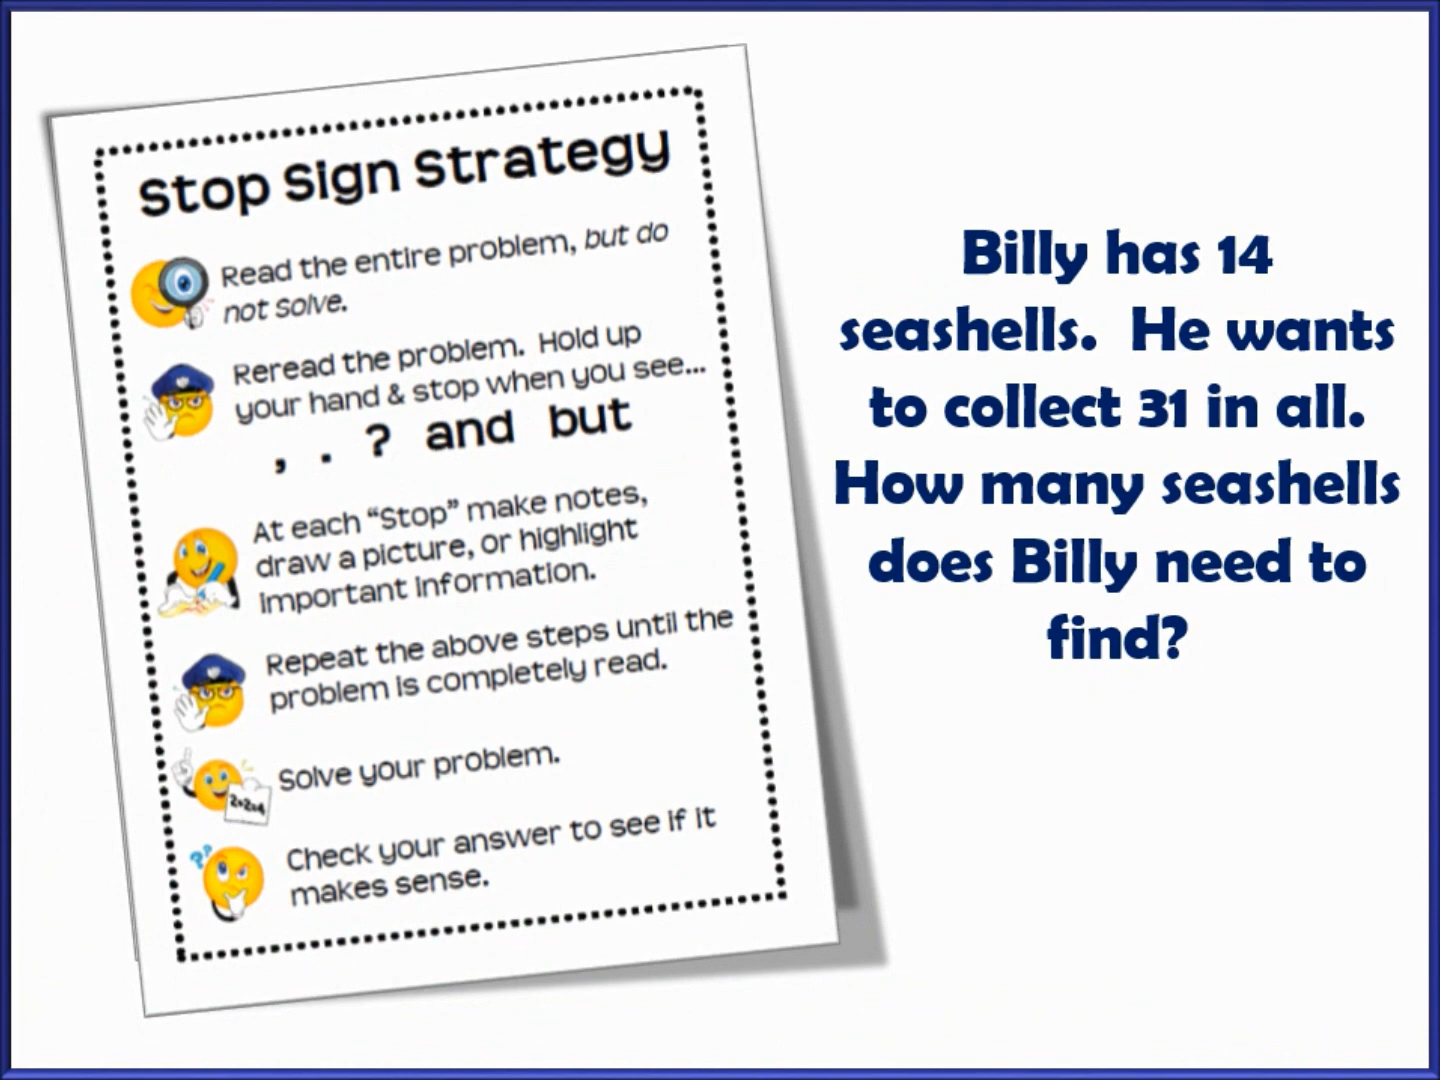 Stop Sign Strategy
Read the entire problem, but do
not solve.
Reread the problem.  Hold up
your hand & stop when you see...
, . ? and but
At each “Stop” make notes,
draw a picture, or highlight
important information.
Repeat the above steps until the
problem is completely read.
Solve your problem.
2+2=4
Check your answer to see if it
makes sense.
??
Billy has 14
seashells.  He wants
to collect 31 in all.
How many seashells
does Billy need to
find?